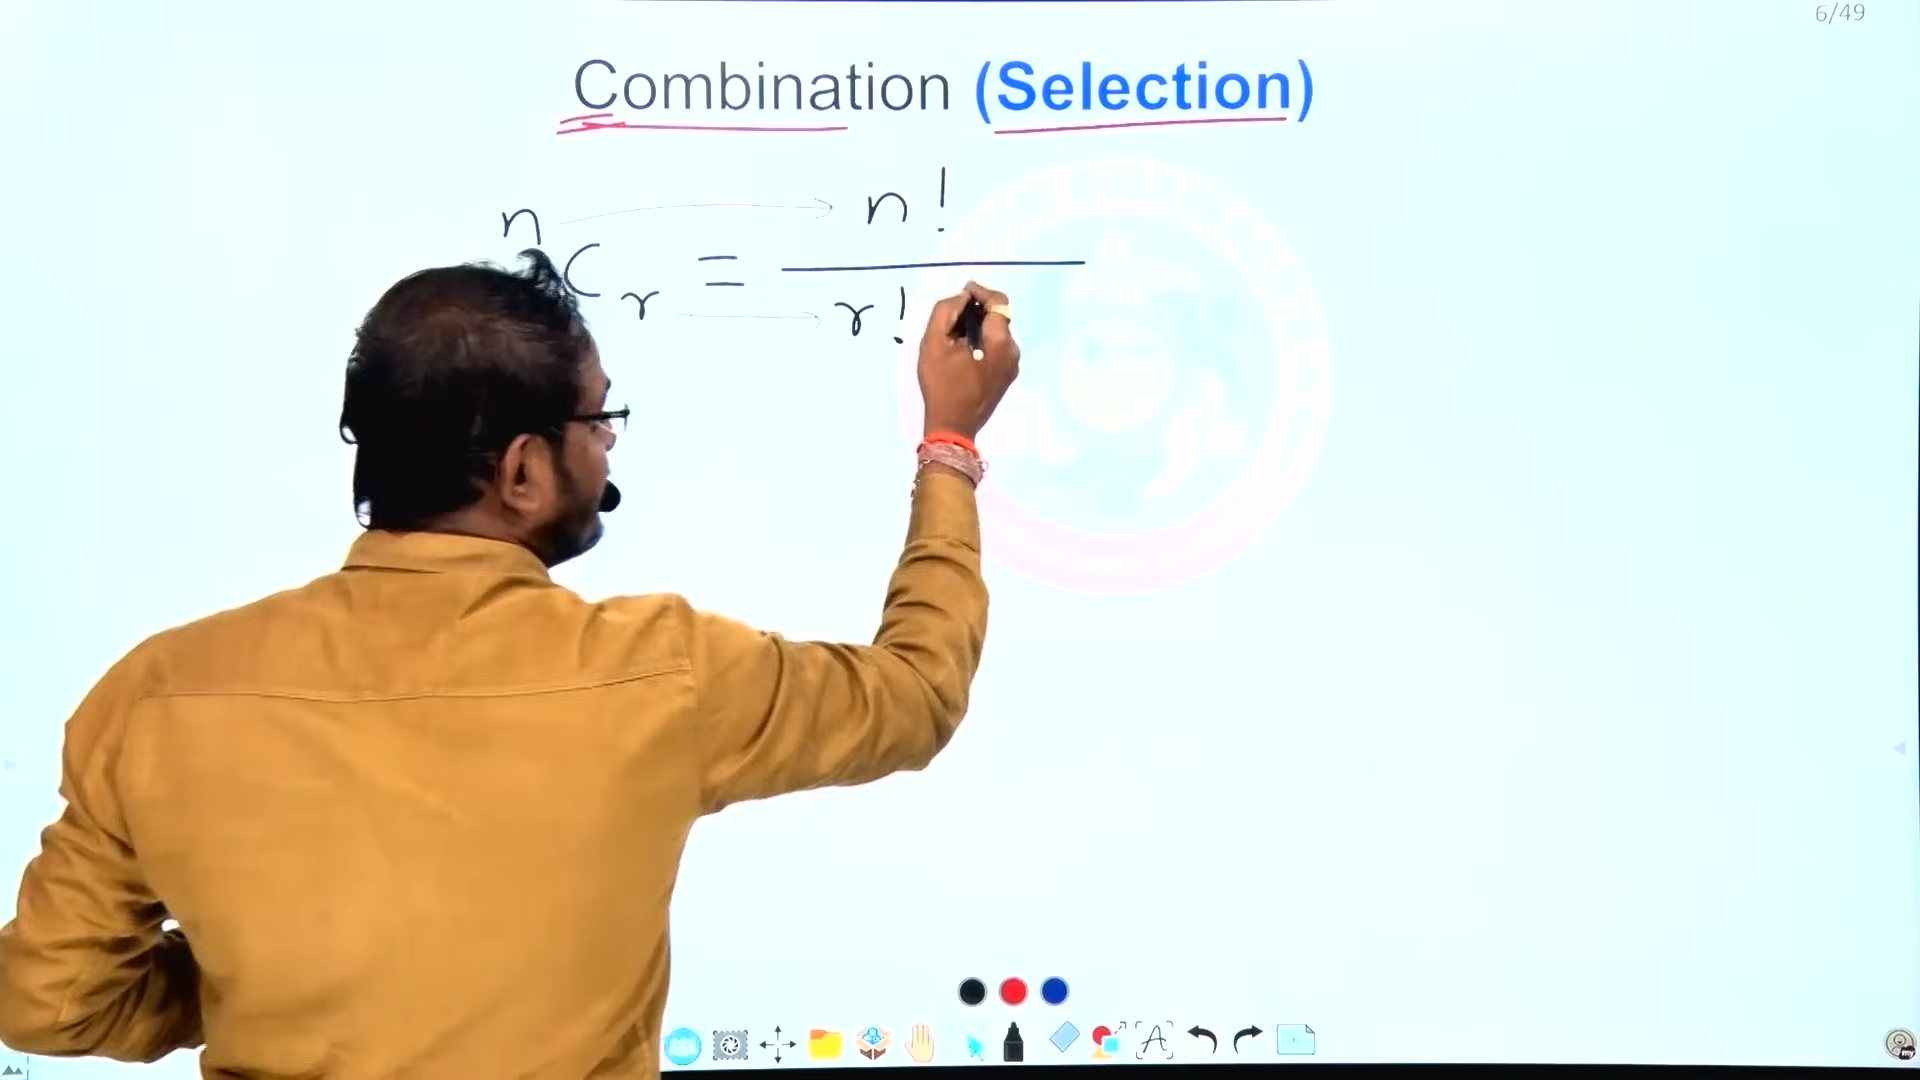 6/49
Combination (Selection)
n n!
C r = r!